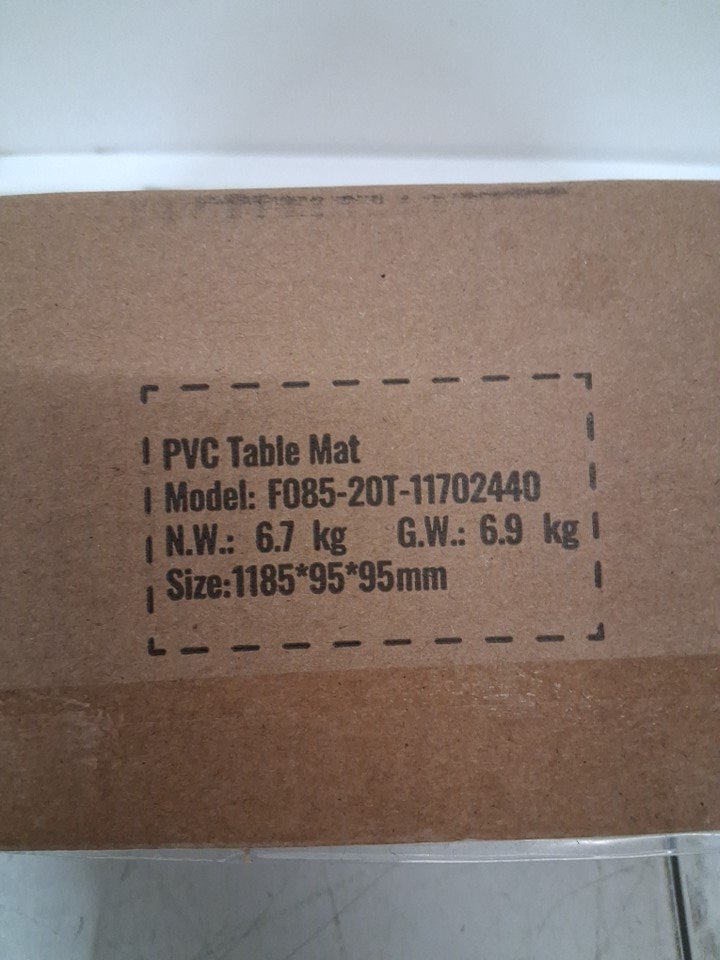 PVC Table Mat
Model: F085-20T-11702440
N.W.: 6.7 kg G.W.: 6.9 kg
Size:1185*95*95mm